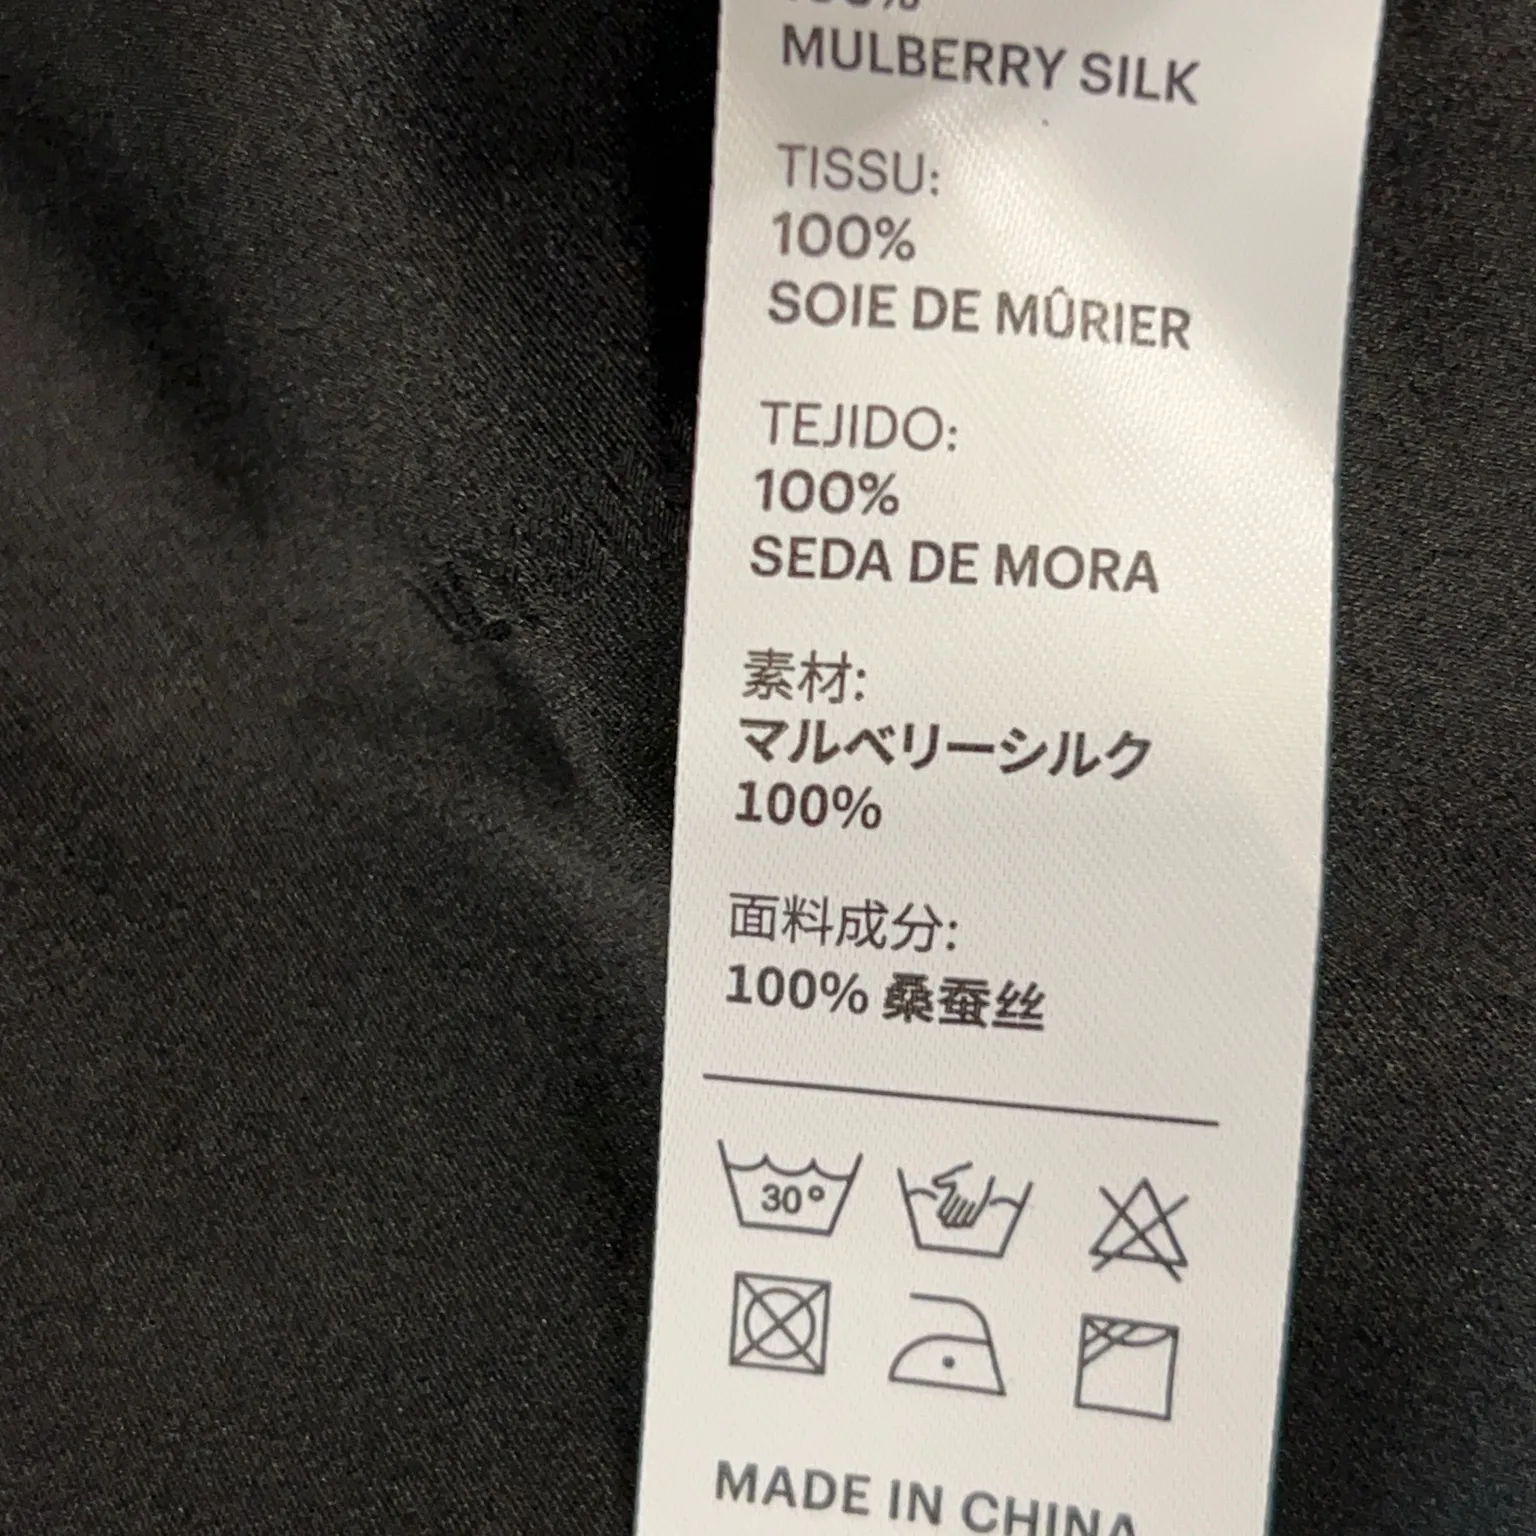 100%
MULBERRY SILK
TISSU:
100%
SOIE DE MÛRIER
TEJIDO:
100%
SEDA DE MORA
素材:
マルベリーシルク
100%
面料成分:
100% 桑蚕丝
30°
MADE IN CHINA